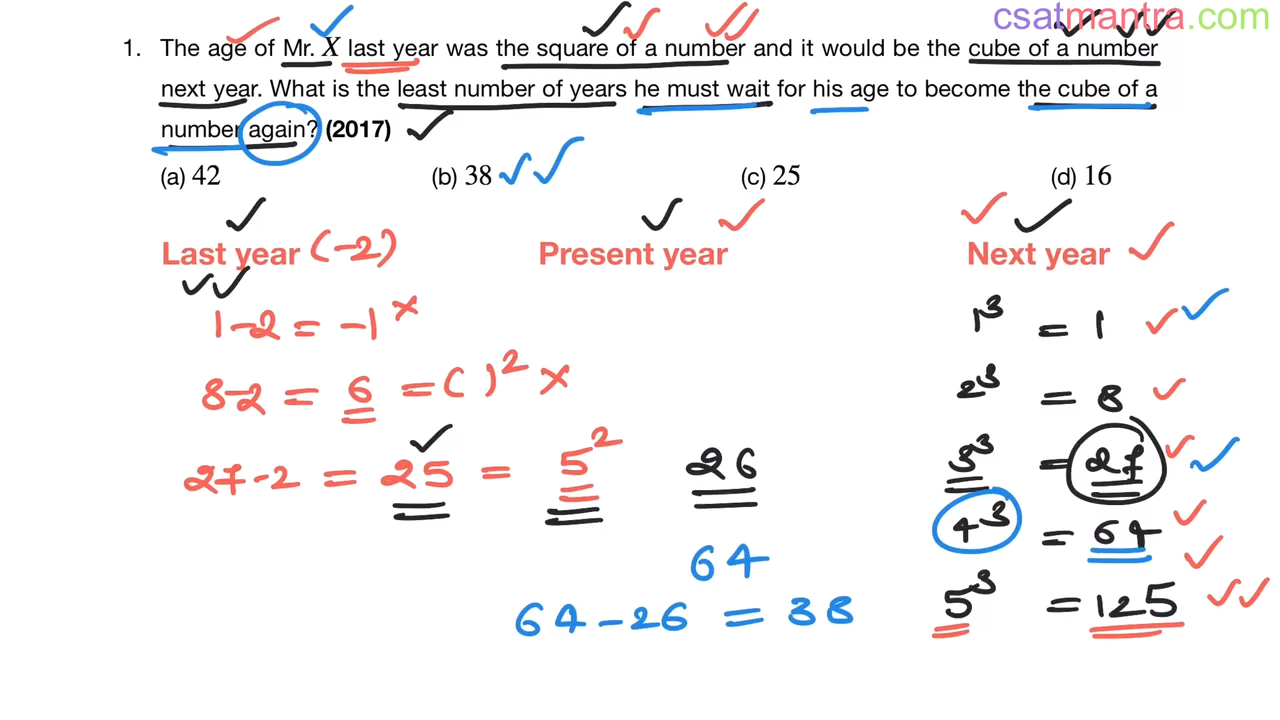 csatmantra.com
1. The age of Mr. X last year was the square of a number and it would be the cube of a number
next year. What is the least number of years he must wait for his age to become the cube of a
number again? (2017)
(a) 42 (b) 38 (c) 25 (d) 16
Last year (-2) Present year Next year
1-2 = -1 × 1³ = 1
8-2 = 6 = ( )² × 2³ = 8
27-2 = 25 = 5² 26 3³ = 27
64 4³ = 64
64-26 = 38 5³ = 125